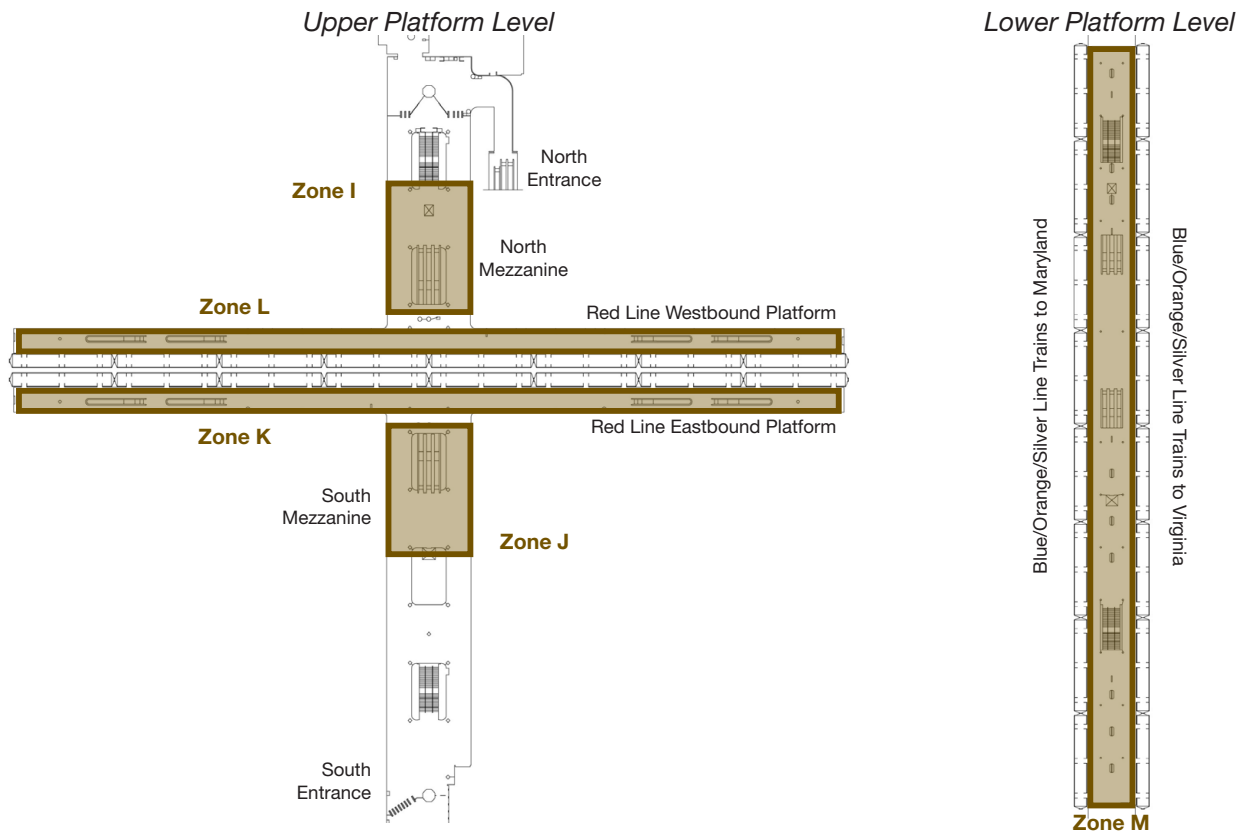 Upper Platform Level
Lower Platform Level
North
Entrance
Zone I
North
Mezzanine
Zone L
Red Line Westbound Platform
Zone K
Red Line Eastbound Platform
South
Mezzanine
Zone J
South
Entrance
Blue/Orange/Silver Line Trains to Maryland
Blue/Orange/Silver Line Trains to Virginia
Zone M